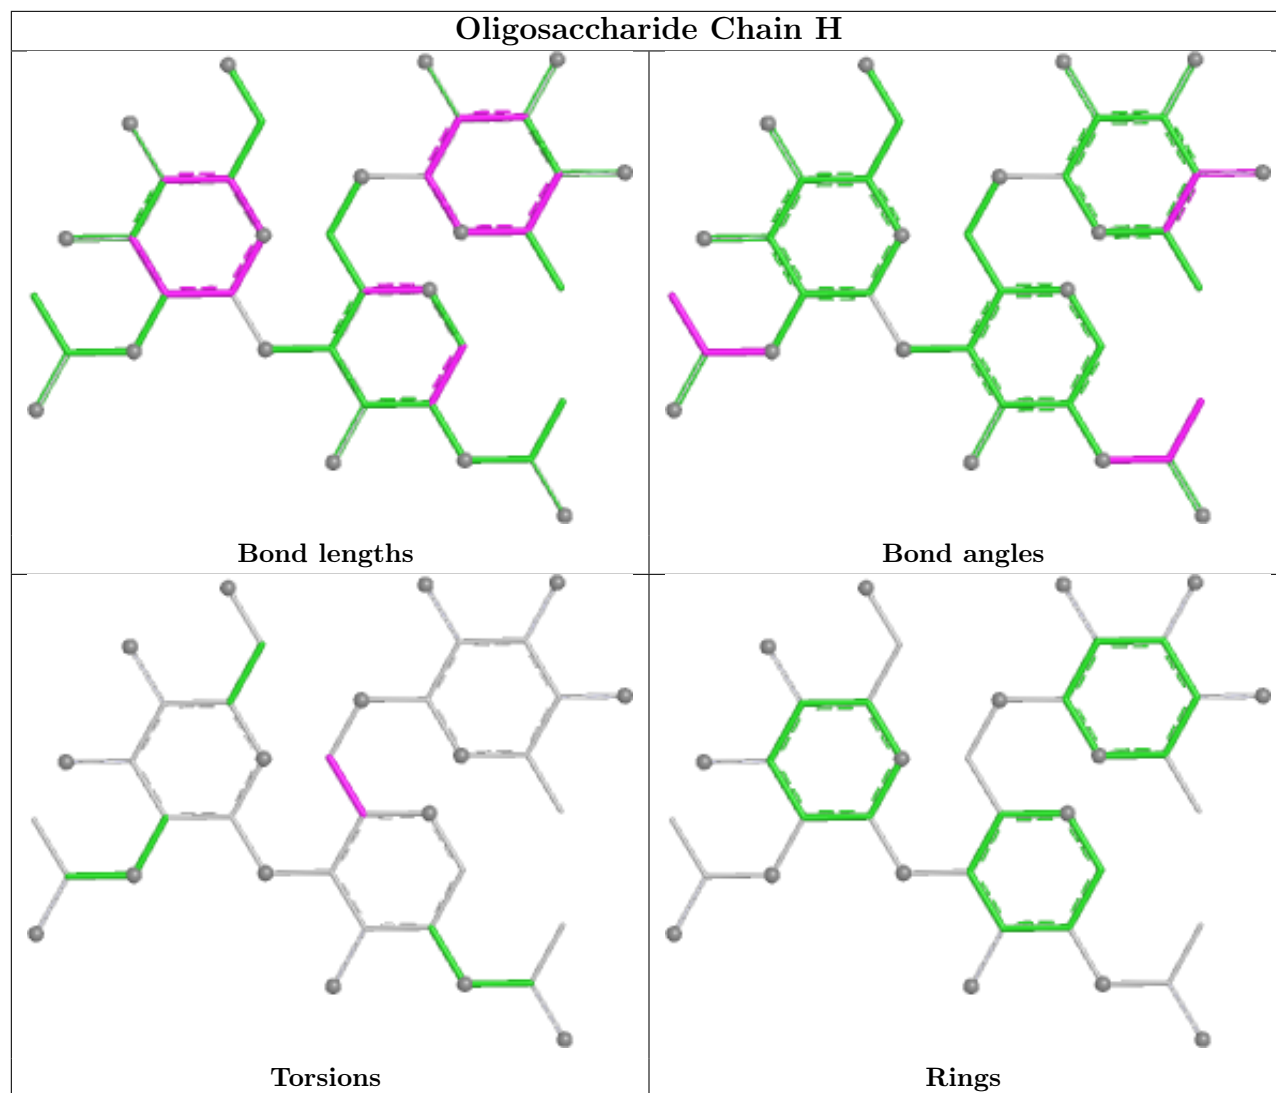 Oligosaccharide Chain H
Bond lengths
Bond angles
Torsions
Rings